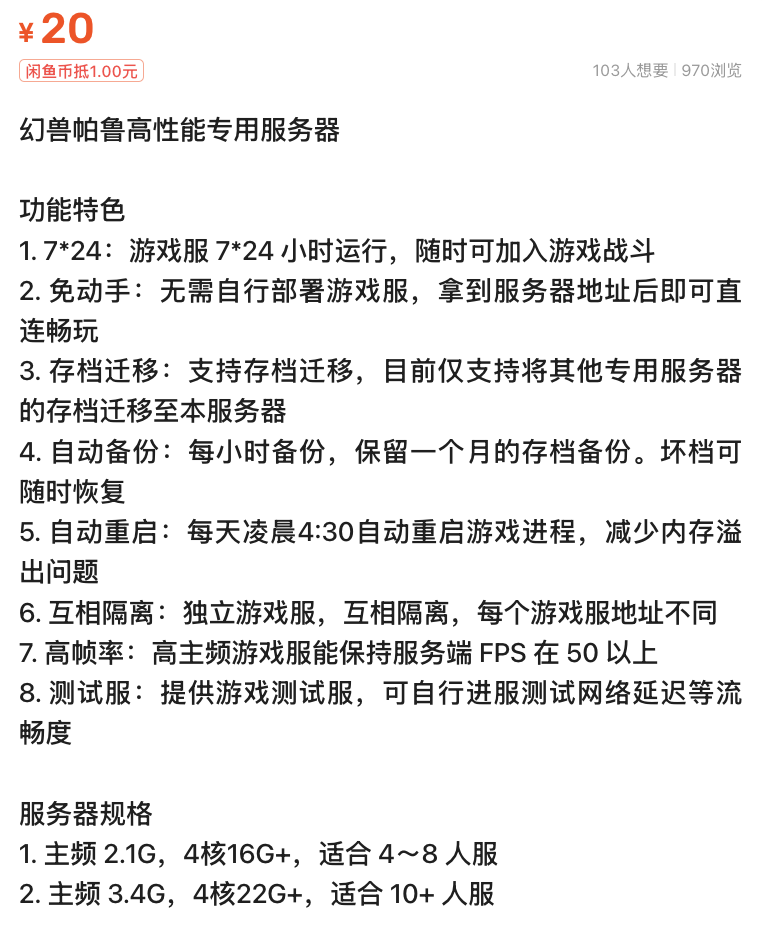 ¥ 20
闲鱼币抵1.00元
103人想要 | 970浏览
幻兽帕鲁高性能专用服务器
功能特色
1. 7*24：游戏服 7*24 小时运行，随时可加入游戏战斗
2. 免动手：无需自行部署游戏服，拿到服务器地址后即可直
连畅玩
3. 存档迁移：支持存档迁移，目前仅支持将其他专用服务器
的存档迁移至本服务器
4. 自动备份：每小时备份，保留一个月的存档备份。坏档可
随时恢复
5. 自动重启：每天凌晨4:30自动重启游戏进程，减少内存溢
出问题
6. 互相隔离：独立游戏服，互相隔离，每个游戏服地址不同
7. 高帧率：高主频游戏服能保持服务端 FPS 在 50 以上
8. 测试服：提供游戏测试服，可自行进服测试网络延迟等流
畅度
服务器规格
1. 主频 2.1G，4核16G+，适合 4～8 人服
2. 主频 3.4G，4核22G+，适合 10+ 人服